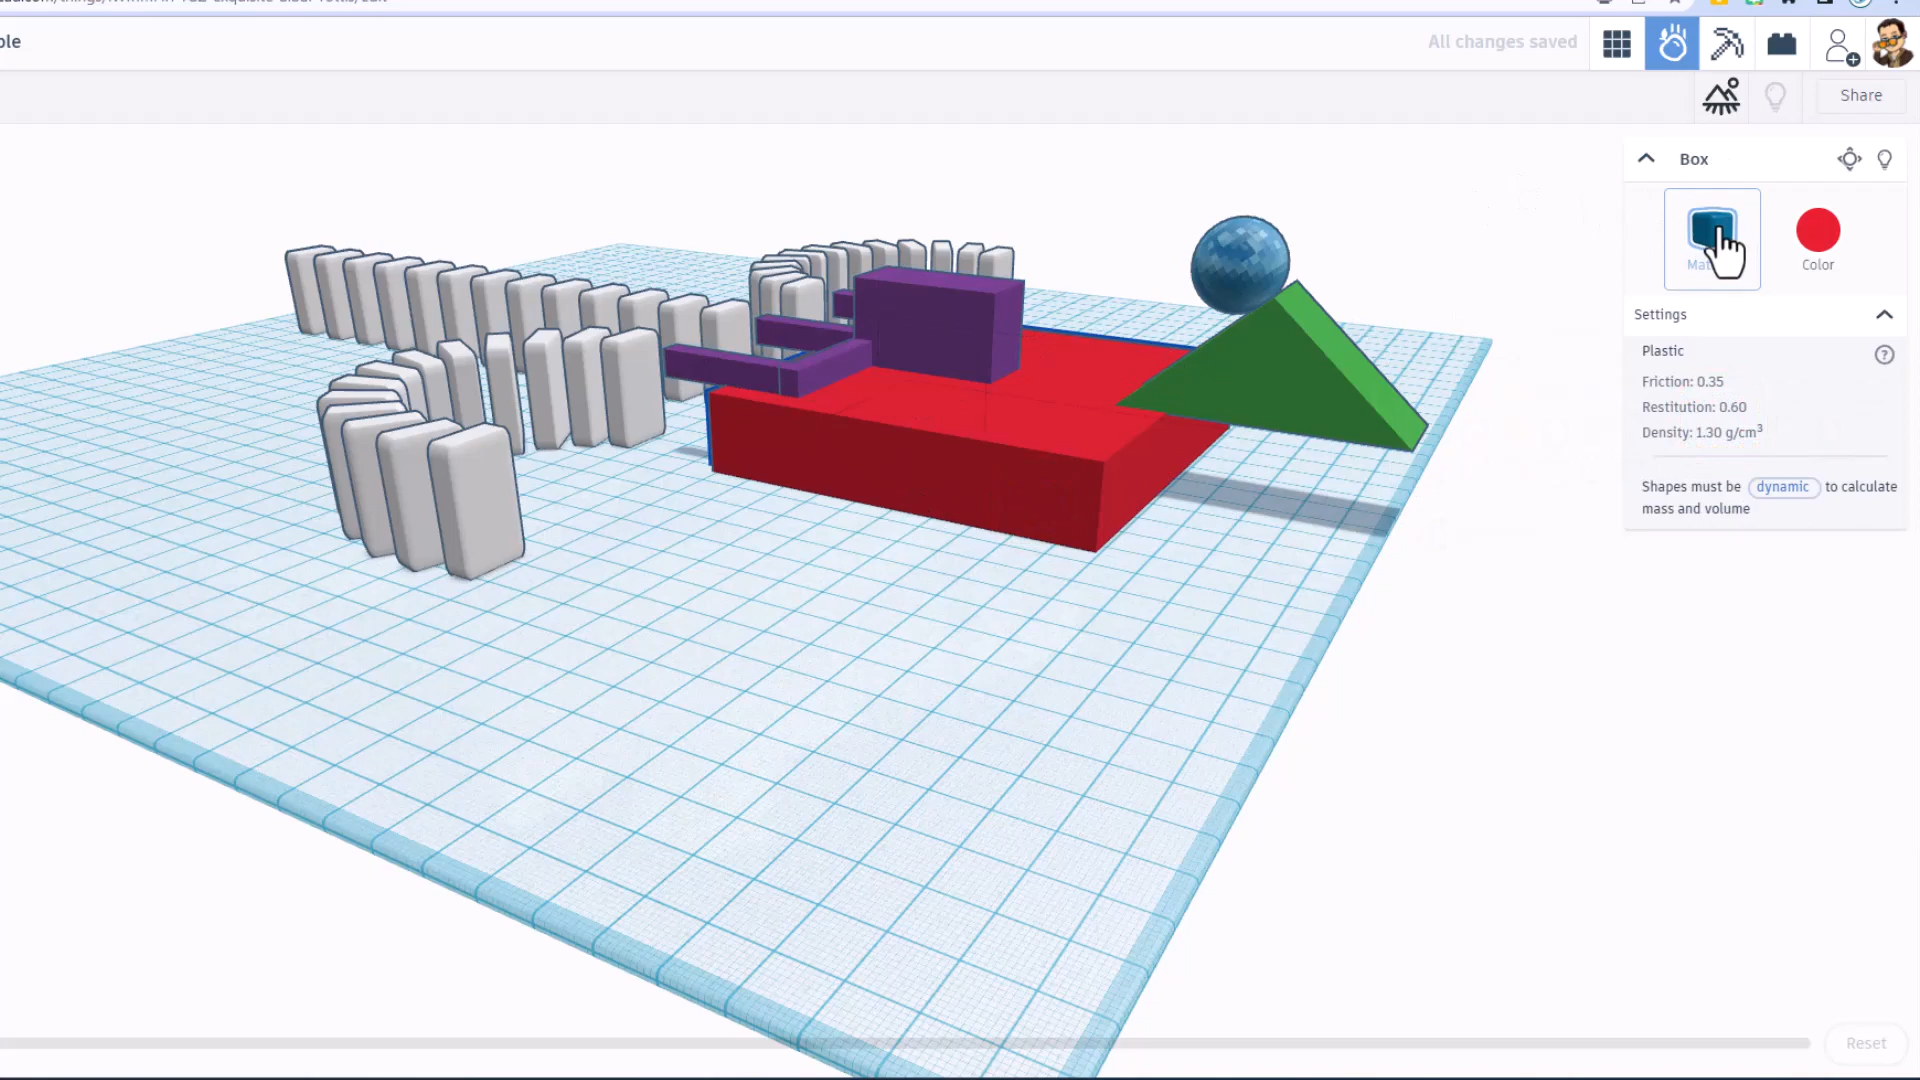 ple
All changes saved
Share
Box
Color
Settings
Plastic
Friction: 0.35
Restitution: 0.60
Density: 1.30 g/cm³
Shapes must be dynamic to calculate
mass and volume
Reset